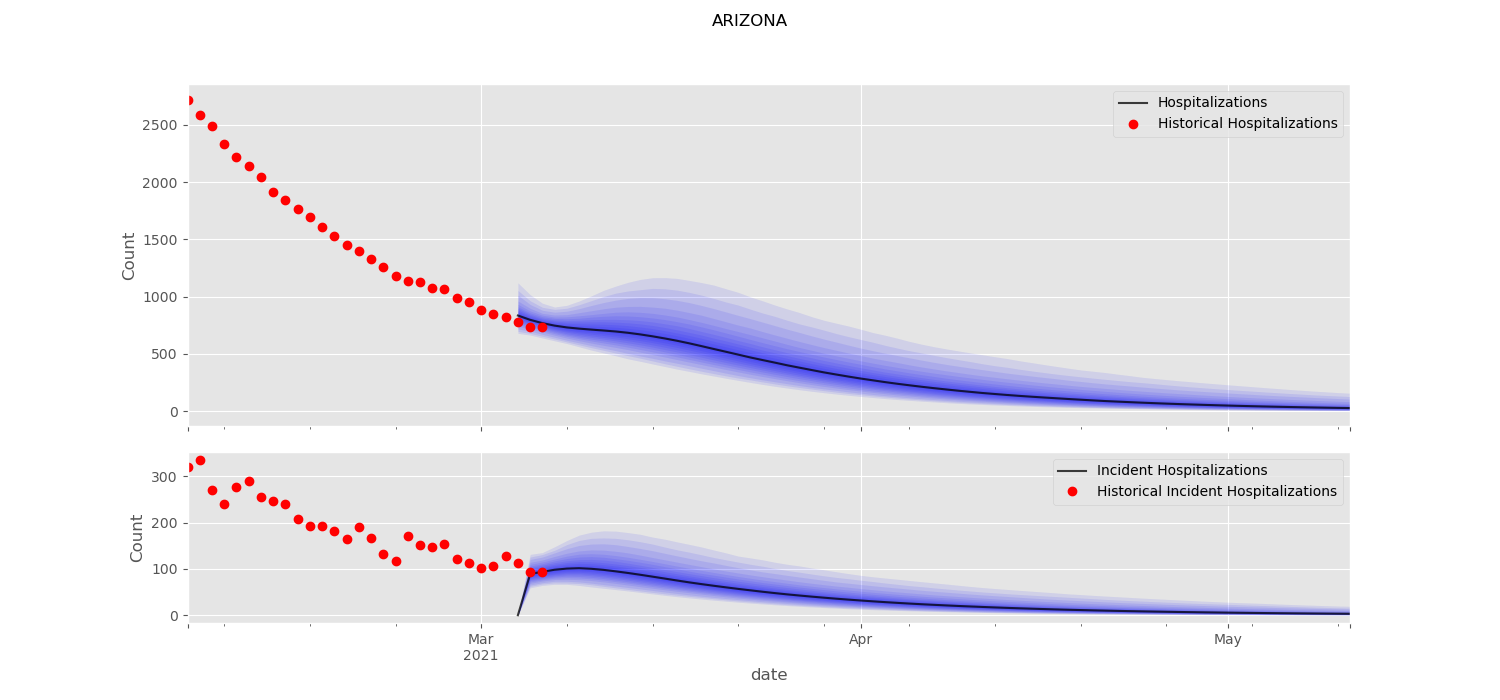 ARIZONA
Hospitalizations
Historical Hospitalizations
Count
2500
2000
1500
1000
500
0
Incident Hospitalizations
Historical Incident Hospitalizations
Count
300
200
100
0
Mar
2021
Apr
May
date